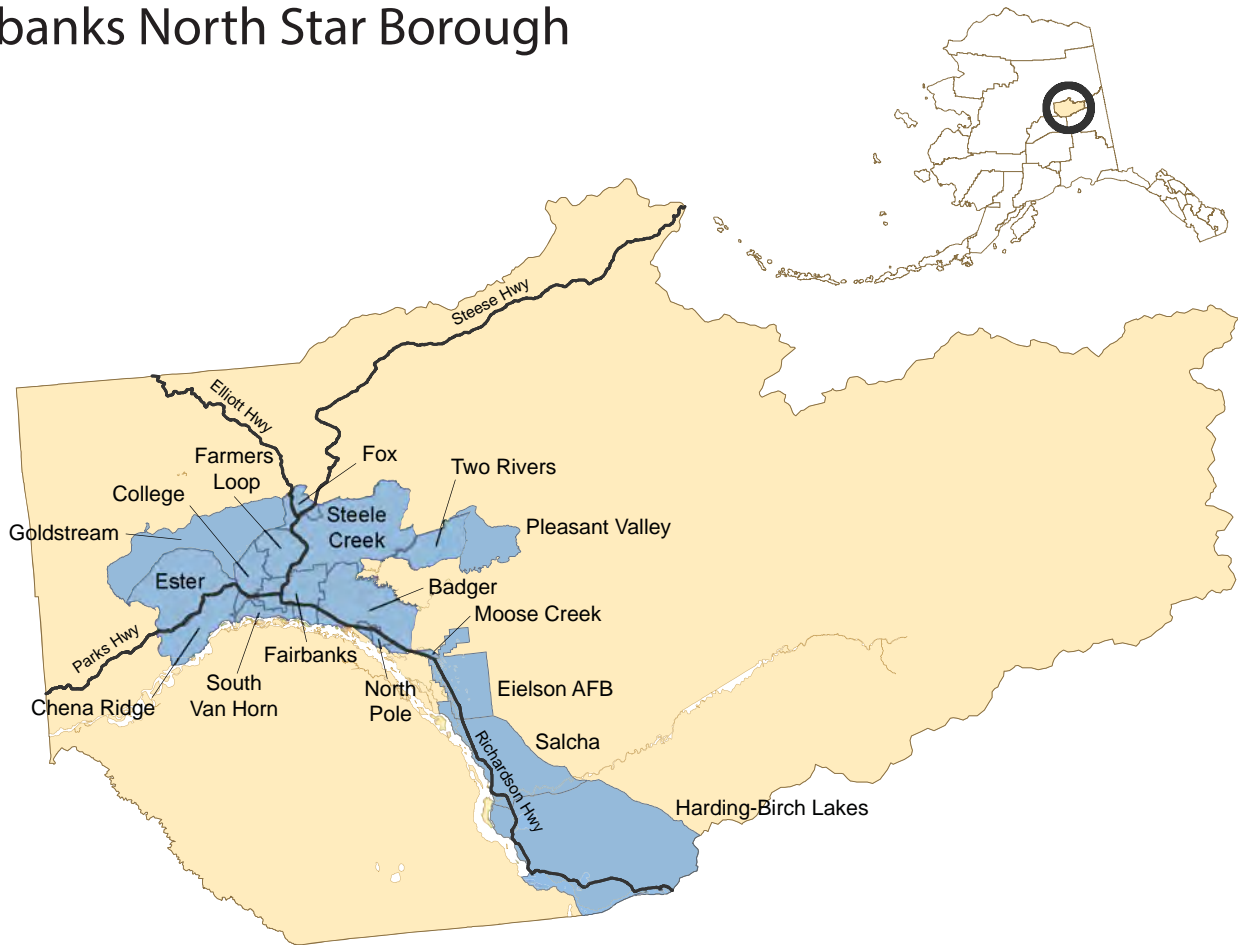 banks North Star Borough
Steese Hwy
Elliott Hwy
Farmers
Loop
Fox
Two Rivers
College
Steele
Creek
Goldstream
Pleasant Valley
Ester
Badger
Moose Creek
Parks Hwy
Fairbanks
South
Van Horn
North
Pole
Eielson AFB
Chena Ridge
Salcha
Richardson Hwy
Harding-Birch Lakes